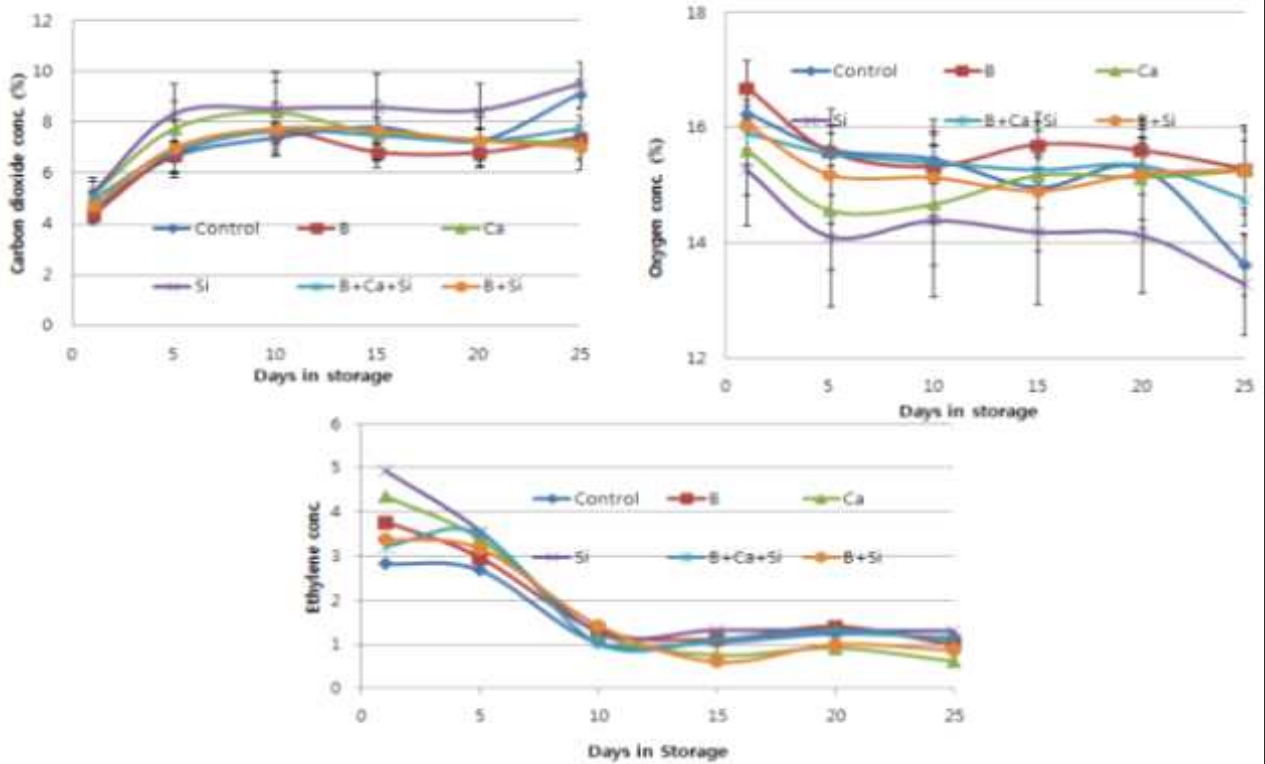 Carbon dioxide conc. (%)
12
10
8
6
4
2
0
Control B Ca
Si B+Ca+Si B+Si
0 5 10 15 20 25
Days in storage
Oxygen conc. (%)
18
16
14
12
Control B Ca
Si B+Ca+Si B+Si
0 5 10 15 20 25
Days in storage
Ethylene conc.
6
5
4
3
2
1
0
Control B Ca
Si B+Ca+Si B+Si
0 5 10 15 20 25
Days in Storage